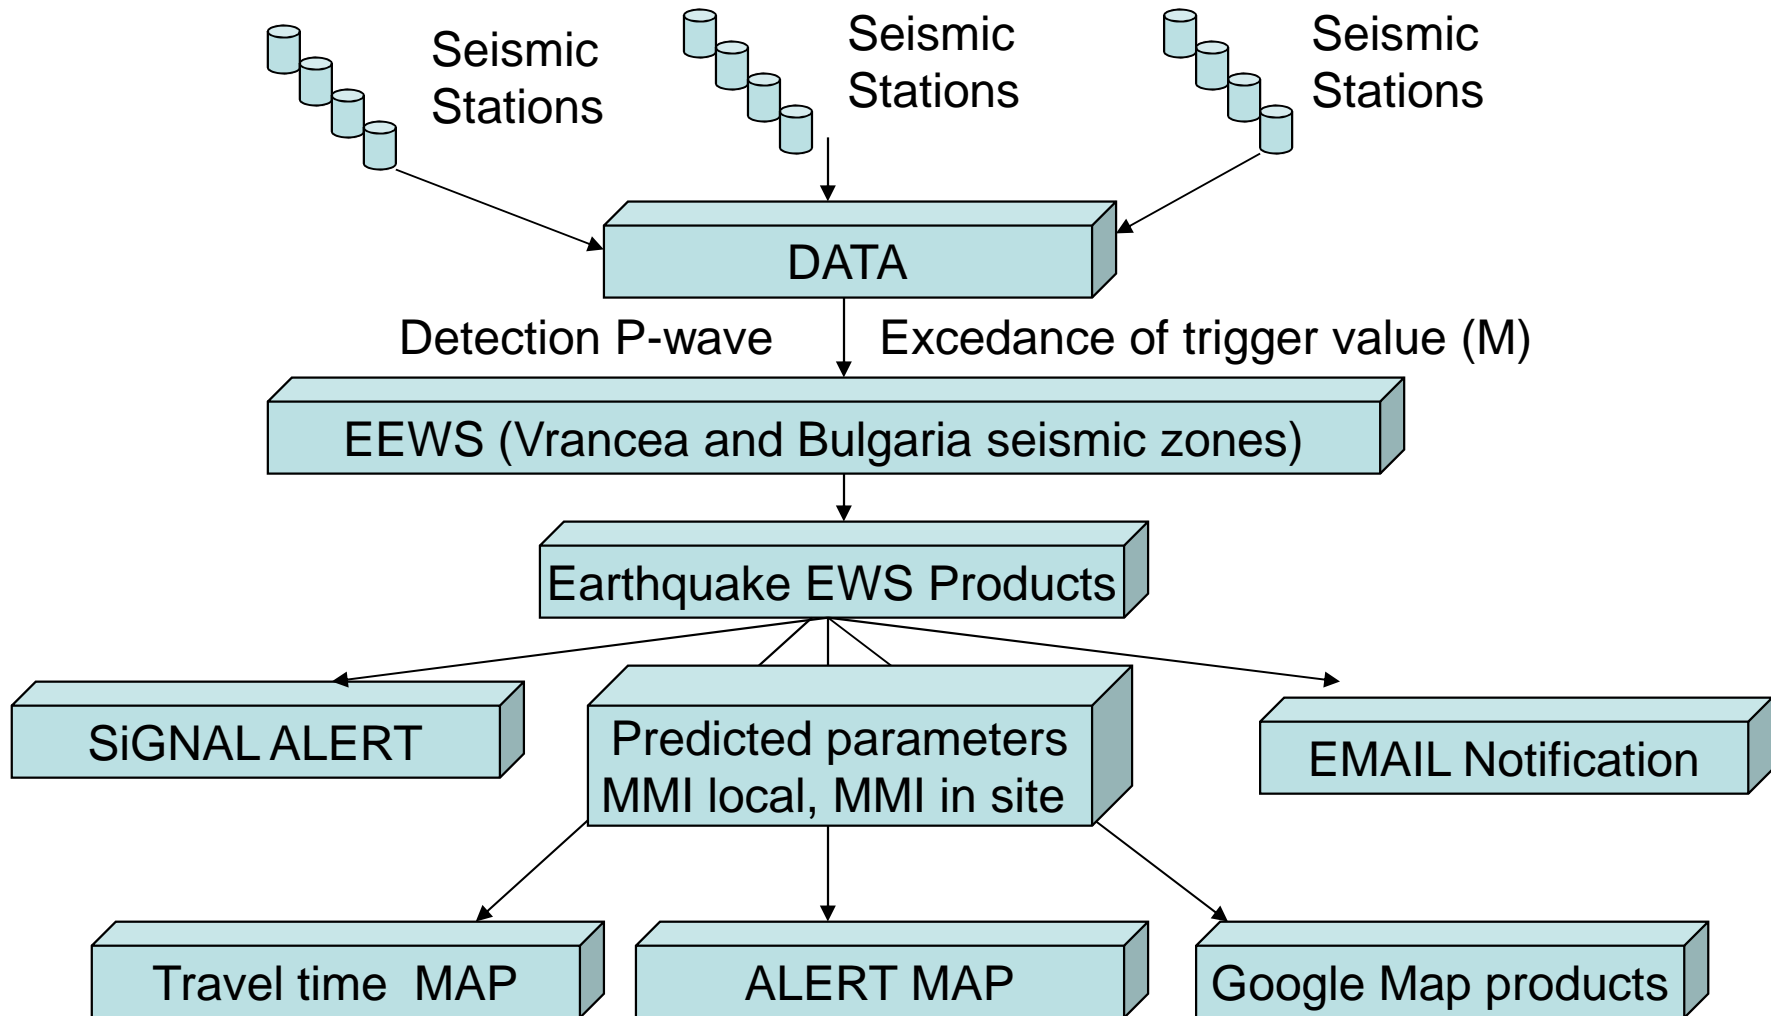 Seismic
Stations
Seismic
Stations
Seismic
Stations
DATA
Detection P-wave
Excedance of trigger value (M)
EEWS (Vrancea and Bulgaria seismic zones)
Earthquake EWS Products
SiGNAL ALERT
Predicted parameters
MMI local, MMI in site
EMAIL Notification
Travel time MAP
ALERT MAP
Google Map products